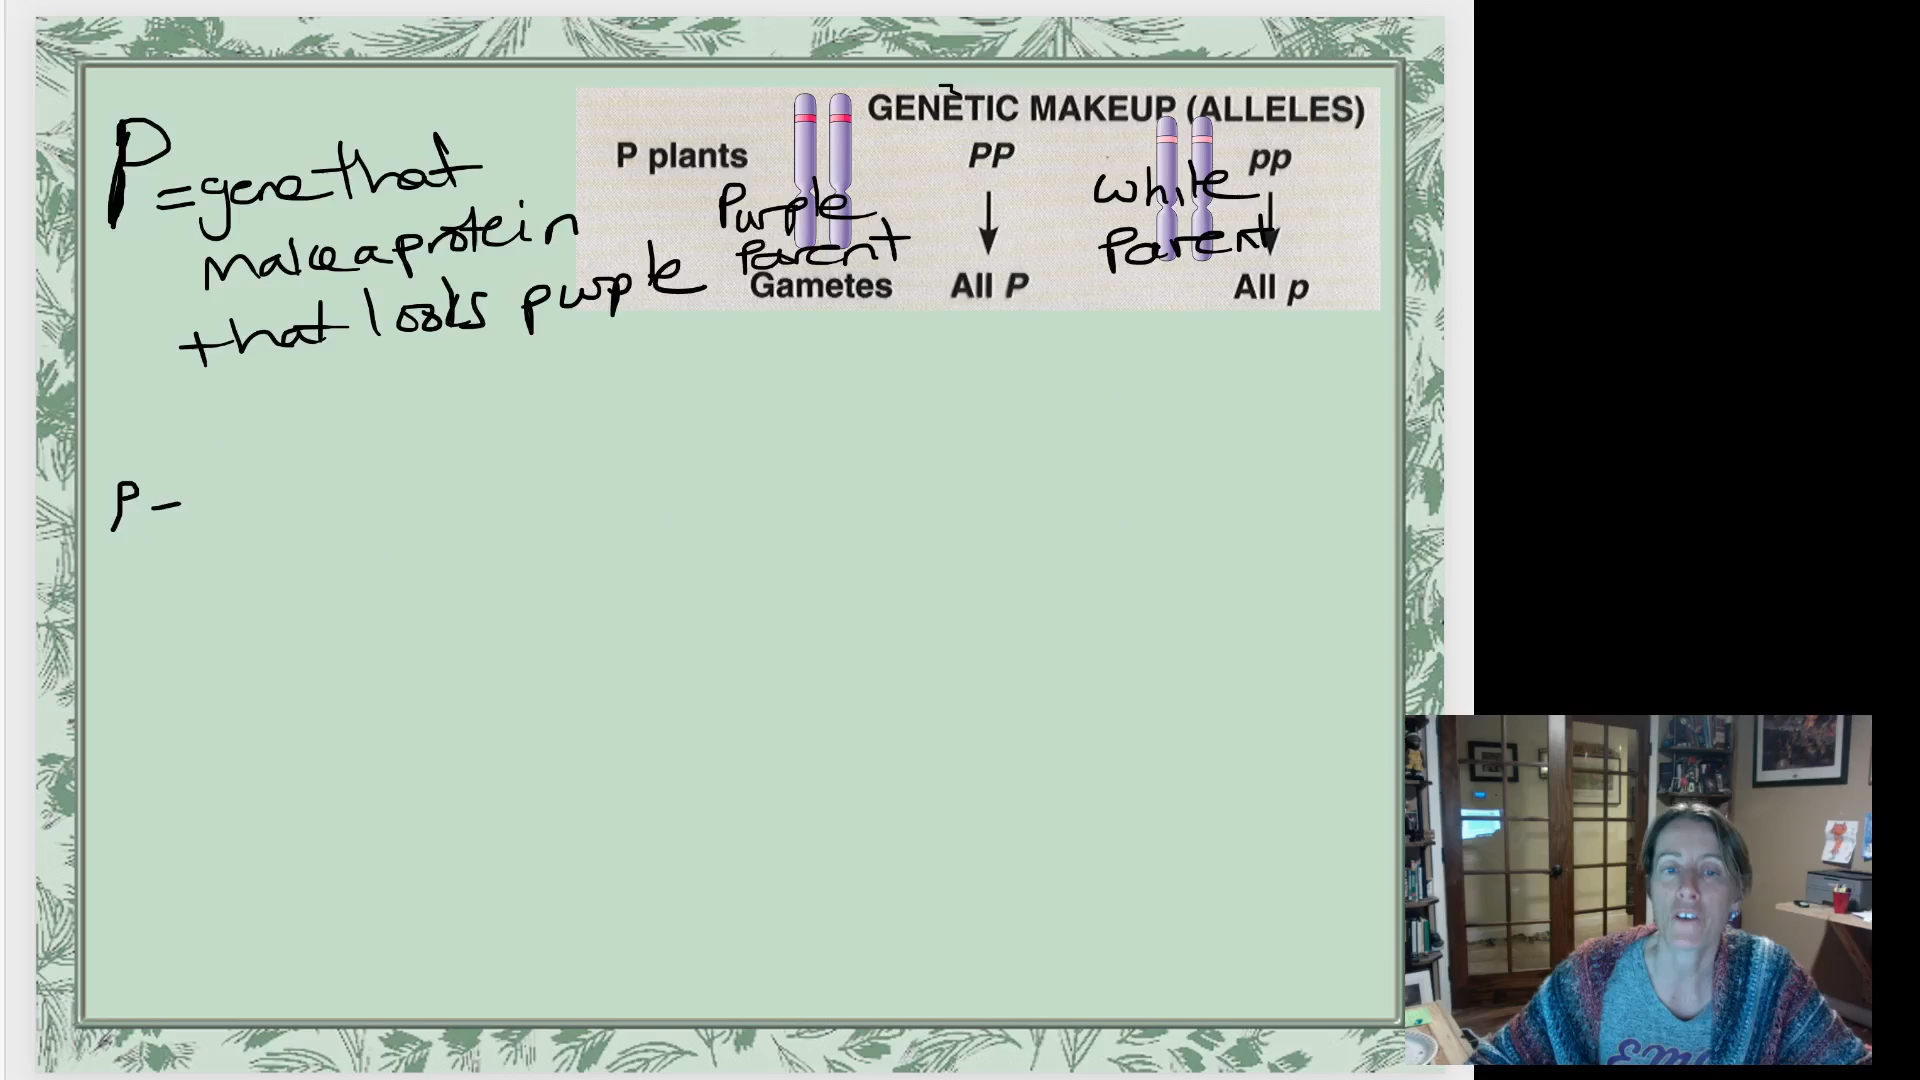 GENETIC MAKEUP (ALLELES)
P plants
PP
pp
Purple
Parent
white
Parent
Gametes
All P
All p
P = gene that
make a protein
that looks purple
P -